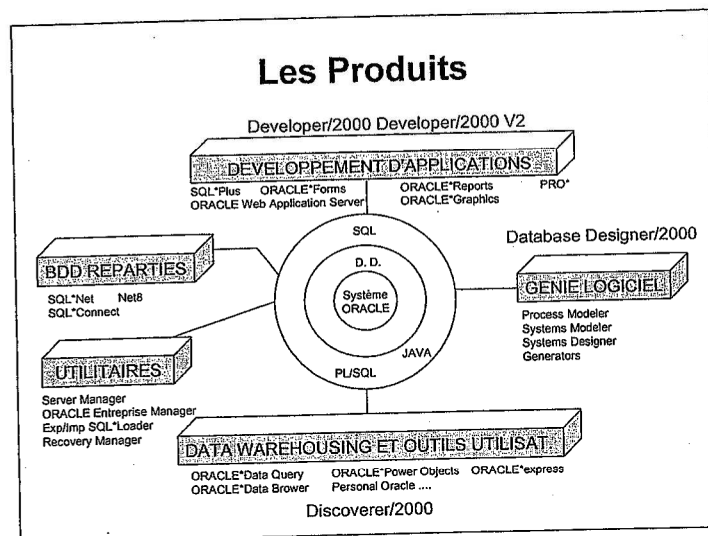 Les Produits
Developer/2000 Developer/2000 V2
DEVELOPPEMENT D'APPLICATIONS
SQL*Plus ORACLE*Forms ORACLE*Reports PRO*
ORACLE Web Application Server ORACLE*Graphics
SQL
D. D.
Système
ORACLE
JAVA
PL/SQL
BDD REPARTIES
SQL*Net Net8
SQL*Connect
Database Designer/2000
GENIE LOGICIEL
Process Modeler
Systems Modeler
Systems Designer
Generators
UTILITAIRES
Server Manager
ORACLE Entreprise Manager
Exp/Imp SQL*Loader
Recovery Manager
DATA WAREHOUSING ET OUTILS UTILISAT.
ORACLE*Data Query ORACLE*Power Objects ORACLE*express
ORACLE*Data Brower Personal Oracle ....
Discoverer/2000